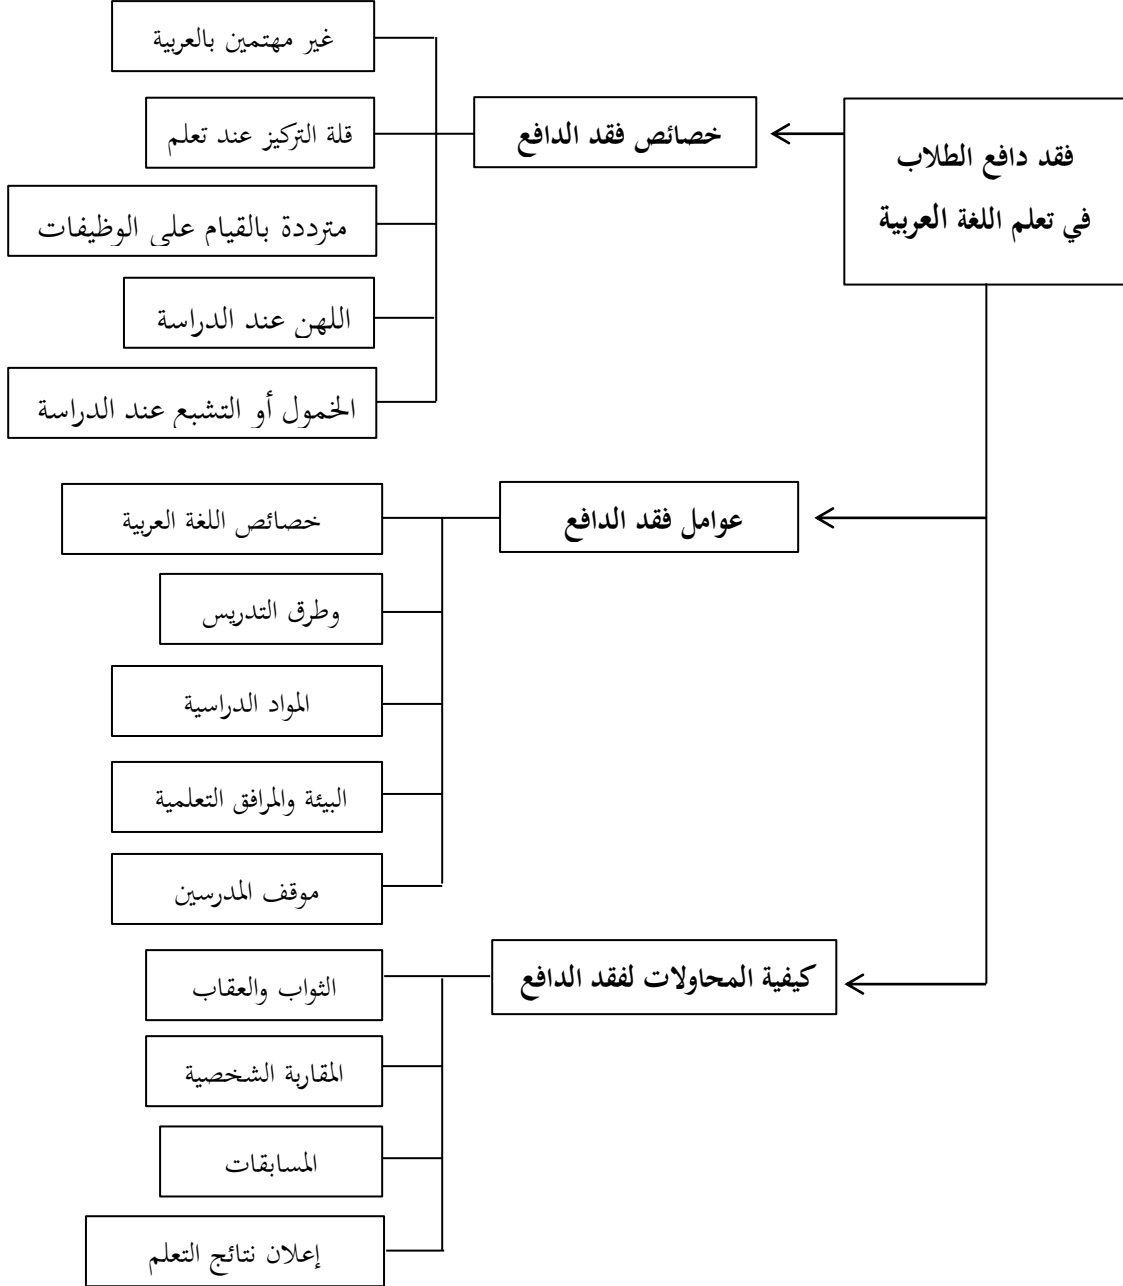 فقد دافع الطلاب
في تعلم اللغة العربية
خصائص فقد الدافع
غير مهتمين بالعربية
قلة التركيز عند تعلم
مترددة بالقيام على الوظيفات
اللهن عند الدراسة
الخمول أو التشبع عند الدراسة
عوامل فقد الدافع
خصائص اللغة العربية
وطرق التدريس
المواد الدراسية
البيئة والمرافق التعلمية
موقف المدرسين
كيفية المحاولات لفقد الدافع
الثواب والعقاب
المقاربة الشخصية
المسابقات
إعلان نتائج التعلم